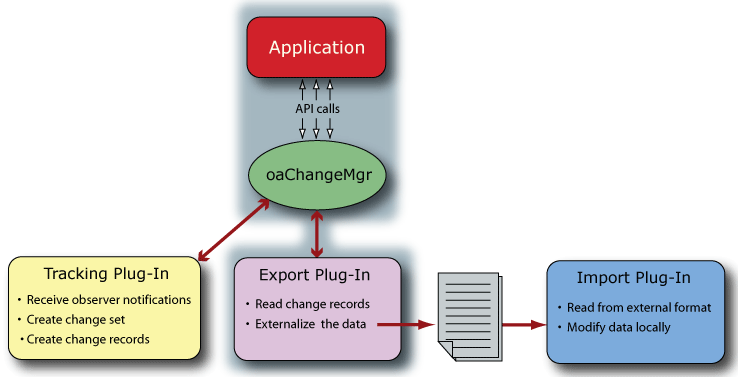 Application
API calls
oaChangeMgr
Tracking Plug-In
• Receive observer notifications
• Create change set
• Create change records
Export Plug-In
• Read change records
• Externalize the data
Import Plug-In
• Read from external format
• Modify data locally